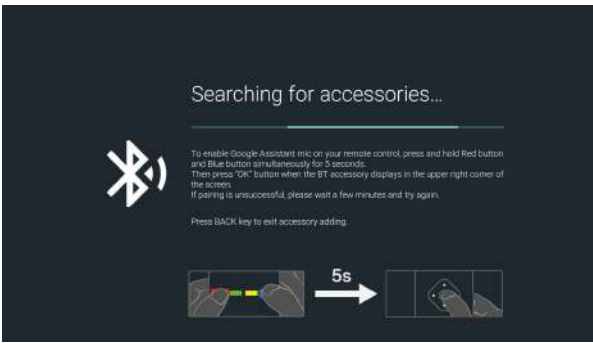 Searching for accessories...
To enable Google Assistant mic on your remote control, press and hold Red button
and Blue button simultaneously for 5 seconds.
Then press "OK" button when the BT accessory displays in the upper right corner of
the screen.
If pairing is unsuccessful, please wait a few minutes and try again.
Press BACK key to exit accessory adding.
5s